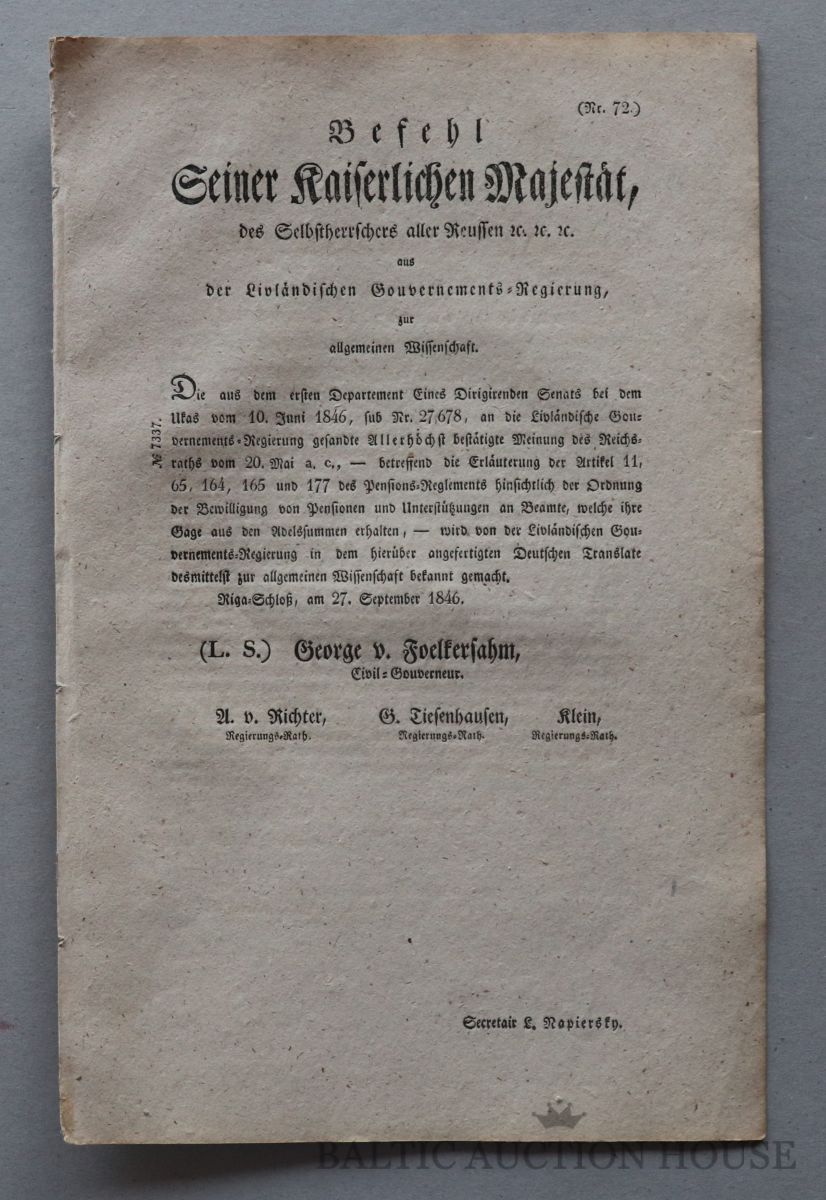 (Nr. 72.)
Befehl
Seiner Kaiserlichen Majestät,
des Selbstherrschers aller Reussen ꝛc. ꝛc. ꝛc.
aus
der Livländischen Gouvernements-Regierung,
zur
allgemeinen Wissenschaft.
№ 7337.
Die aus dem ersten Departement Eines Dirigirenden Senats bei dem
Ukas vom 10. Juni 1846, sub Nr. 27,678, an die Livländische Gou-
vernements-Regierung gesandte Allerhöchst bestätigte Meinung des Reichs-
raths vom 20. Mai a. c., — betreffend die Erläuterung der Artikel 11,
65, 164, 165 und 177 des Pensions-Reglements hinsichtlich der Ordnung
der Bewilligung von Pensionen und Unterstützungen an Beamte, welche ihre
Gage aus den Adelssummen erhalten, — wird von der Livländischen Gou-
vernements-Regierung in dem hierüber angefertigten Deutschen Translate
desmittelst zur allgemeinen Wissenschaft bekannt gemacht.
Riga-Schloß, am 27. September 1846.
(L. S.) George v. Foelkersahm,
Civil-Gouverneur.
A. v. Richter, G. Tiesenhausen, Klein,
Regierungs-Rath. Regierungs-Rath. Regierungs-Rath.
Secretair L. Napiersky.
BALTIC AUCTION HOUSE